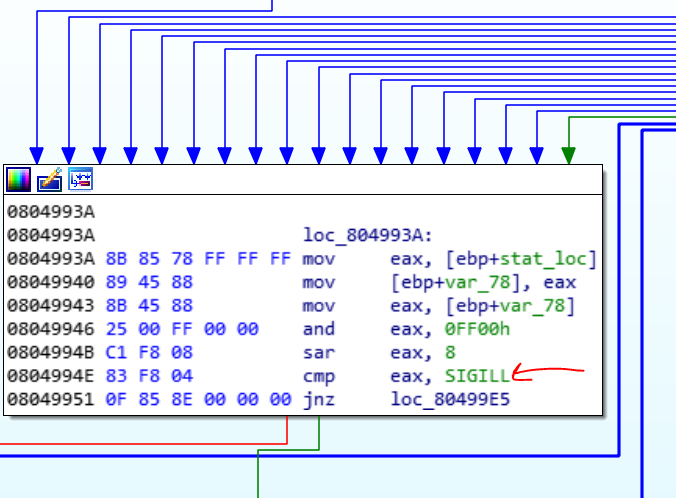 0804993A
0804993A loc_804993A:
0804993A 8B 85 78 FF FF FF mov eax, [ebp+stat_loc]
08049940 89 45 88 mov [ebp+var_78], eax
08049943 8B 45 88 mov eax, [ebp+var_78]
08049946 25 00 FF 00 00 and eax, 0FF00h
0804994B C1 F8 08 sar eax, 8
0804994E 83 F8 04 cmp eax, SIGILL
08049951 0F 85 8E 00 00 00 jnz loc_80499E5